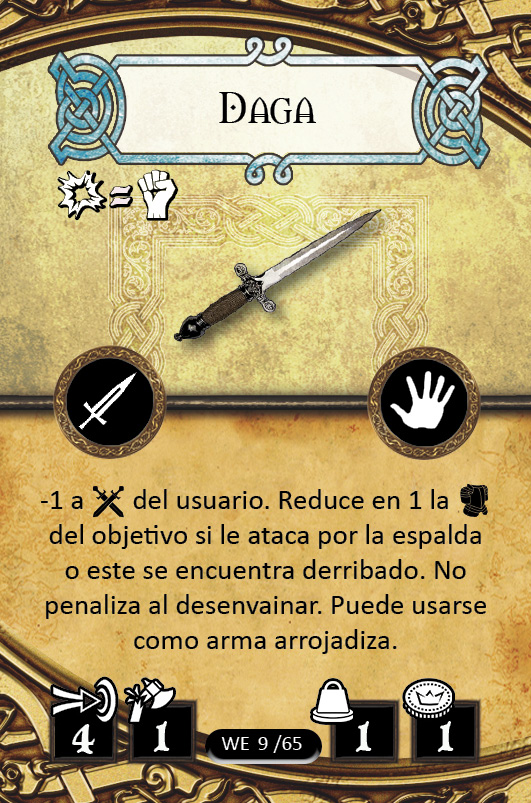 Daga
=
-1 a del usuario. Reduce en 1 la
del objetivo si le ataca por la espalda
o este se encuentra derribado. No
penaliza al desenvainar. Puede usarse
como arma arrojadiza.
4 1 WE 9 /65 1 1